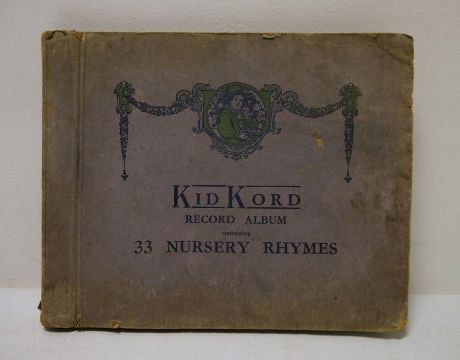 KID KORD
RECORD ALBUM
containing
33 NURSERY RHYMES